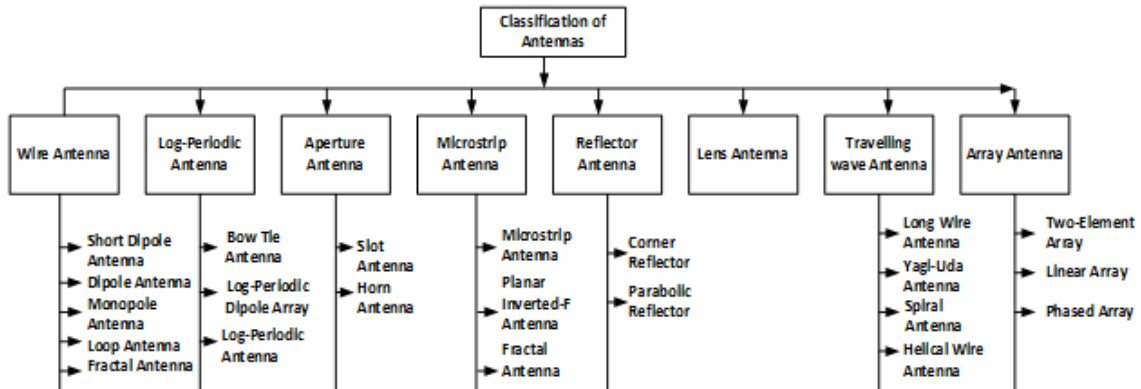 Classification of
Antennas
Wire Antenna
Log-Periodic
Antenna
Aperture
Antenna
Microstrip
Antenna
Reflector
Antenna
Lens Antenna
Travelling
wave Antenna
Array Antenna
Short Dipole
Antenna
Dipole Antenna
Monopole
Antenna
Loop Antenna
Fractal Antenna
Bow Tie
Antenna
Log-Periodic
Dipole Array
Log-Periodic
Antenna
Slot
Antenna
Horn
Antenna
Microstrip
Antenna
Planar
Inverted-F
Antenna
Fractal
Antenna
Corner
Reflector
Parabolic
Reflector
Long Wire
Antenna
Yagi-Uda
Antenna
Spiral
Antenna
Helical Wire
Antenna
Two-Element
Array
Linear Array
Phased Array